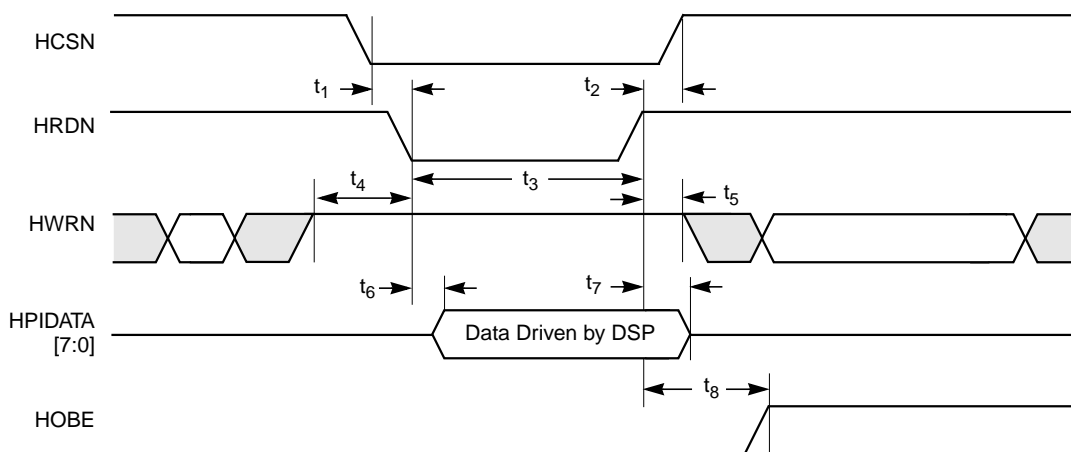 HCSN
t1
t2
HRDN
t4
t3
t5
HWRN
t6
t7
HPIDATA
[7:0]
Data Driven by DSP
t8
HOBE